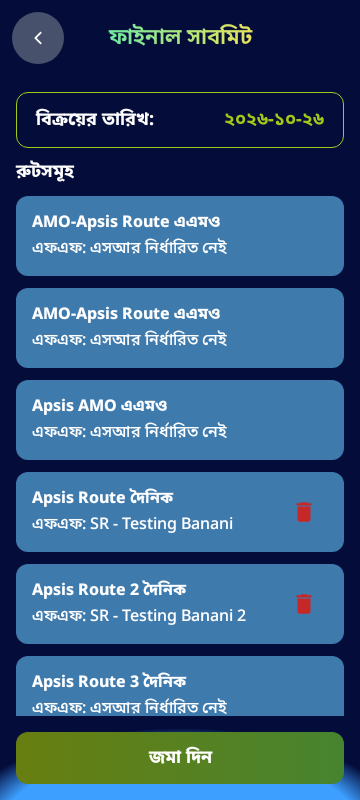 ফাইনাল সাবমিট
বিক্রয়ের তারিখ: ২০২৬-১০-২৬
রুটসমূহ
AMO-Apsis Route এএমও
এফএফ: এসআর নির্ধারিত নেই
AMO-Apsis Route এএমও
এফএফ: এসআর নির্ধারিত নেই
Apsis AMO এএমও
এফএফ: এসআর নির্ধারিত নেই
Apsis Route দৈনিক
এফএফ: SR - Testing Banani
Apsis Route 2 দৈনিক
এফএফ: SR - Testing Banani 2
Apsis Route 3 দৈনিক
এফএফ: এসআর নির্ধারিত নেই
জমা দিন